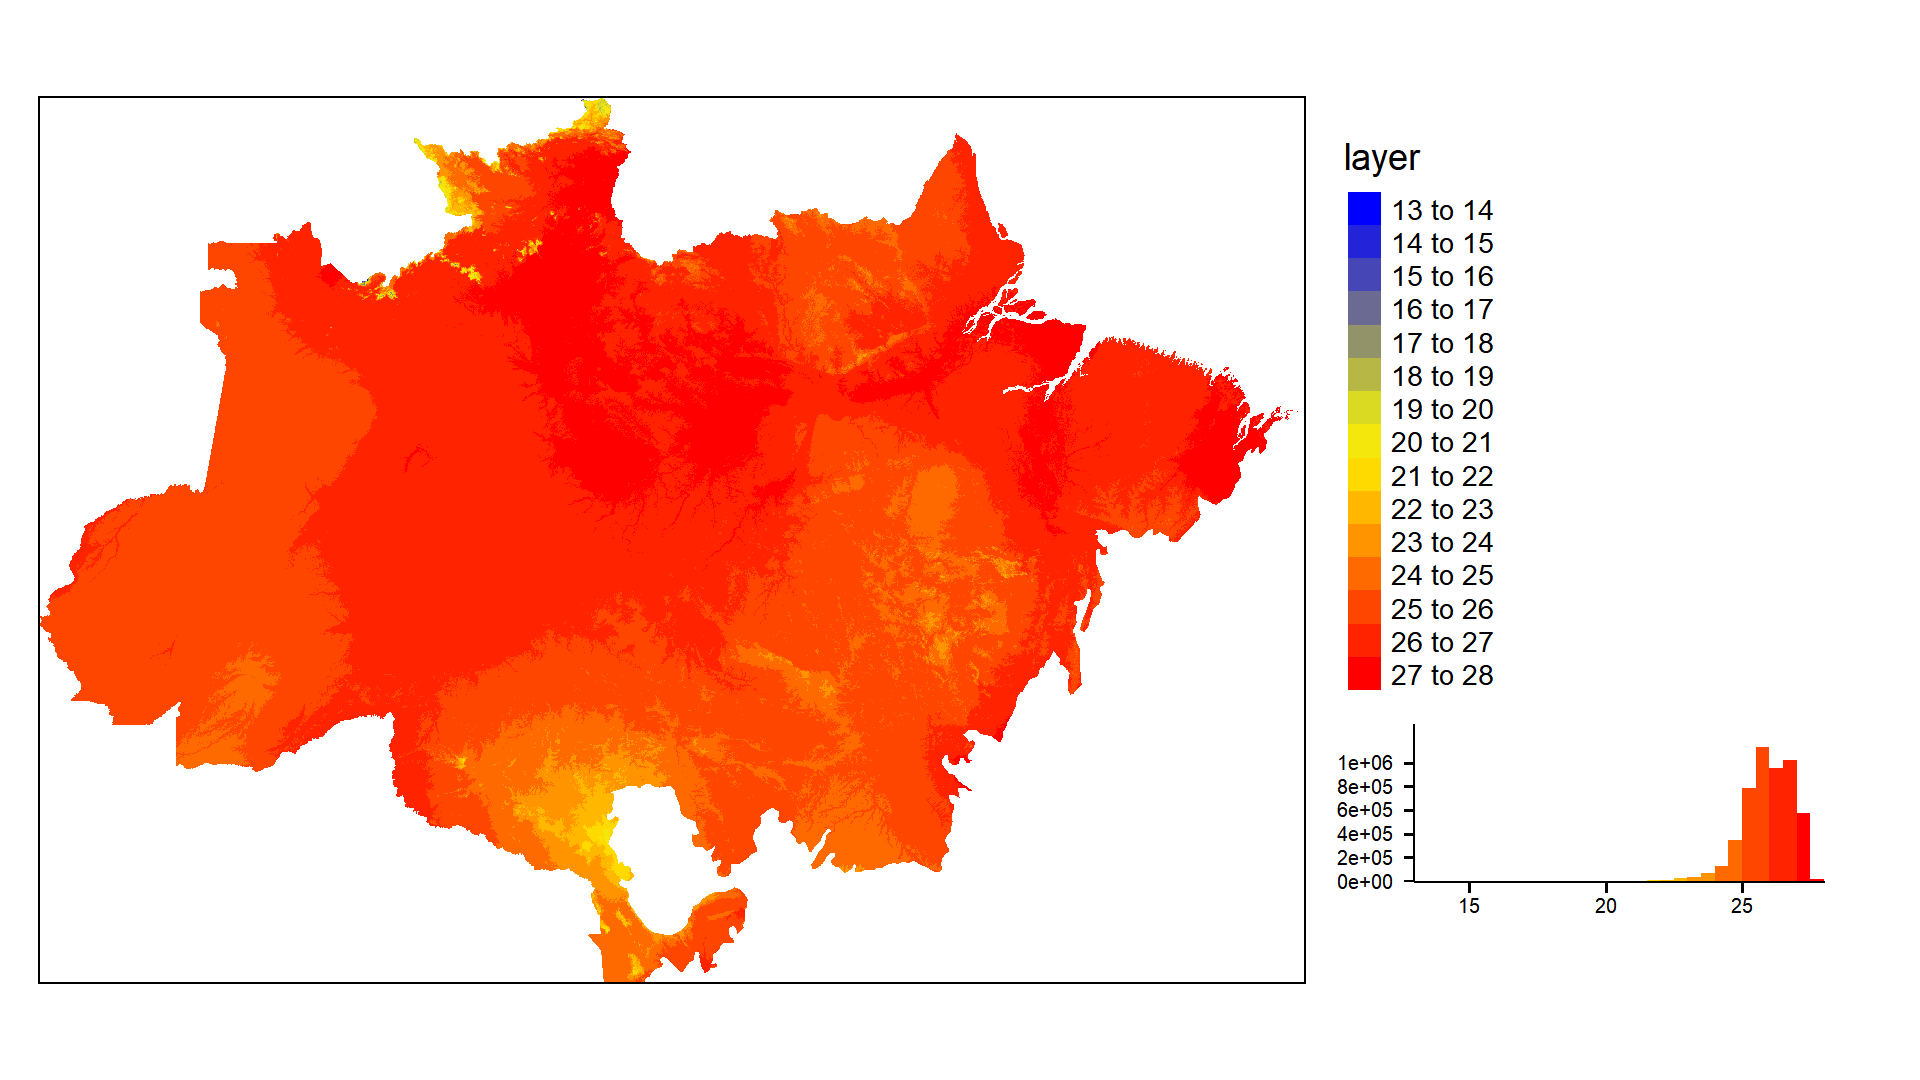 layer
13 to 14
14 to 15
15 to 16
16 to 17
17 to 18
18 to 19
19 to 20
20 to 21
21 to 22
22 to 23
23 to 24
24 to 25
25 to 26
26 to 27
27 to 28
1e+06
8e+05
6e+05
4e+05
2e+05
0e+00
15 20 25